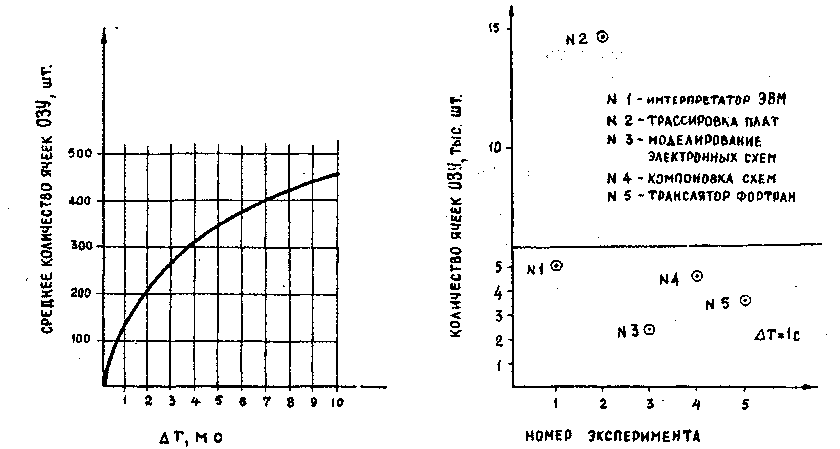 СРЕДНЕЕ КОЛИЧЕСТВО ЯЧЕЕК ОЗУ, ШТ.
500
400
300
200
100
1 2 3 4 5 6 7 8 9 10
ΔТ, МС
КОЛИЧЕСТВО ЯЧЕЕК ОЗУ, ТЫС. ШТ.
15
10
5
4
3
2
1
N2
N 1 - ИНТЕРПРЕТАТОР ЭВМ
N 2 - ТРАССИРОВКА ПЛАТ
N 3 - МОДЕЛИРОВАНИЕ
ЭЛЕКТРОННЫХ СХЕМ
N 4 - КОМПОНОВКА СХЕМ
N 5 - ТРАНСЛЯТОР ФОРТРАН
N1
N4
N 5
N3
ΔТ=1с
1 2 3 4 5
НОМЕР ЭКСПЕРИМЕНТА